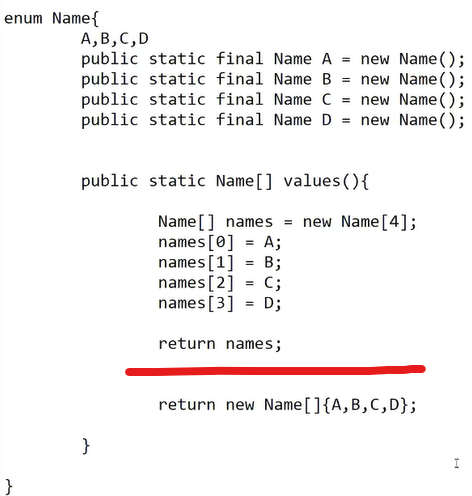 enum Name{
A,B,C,D
public static final Name A = new Name();
public static final Name B = new Name();
public static final Name C = new Name();
public static final Name D = new Name();
public static Name[] values(){
Name[] names = new Name[4];
names[0] = A;
names[1] = B;
names[2] = C;
names[3] = D;
return names;
return new Name[]{A,B,C,D};
}
}